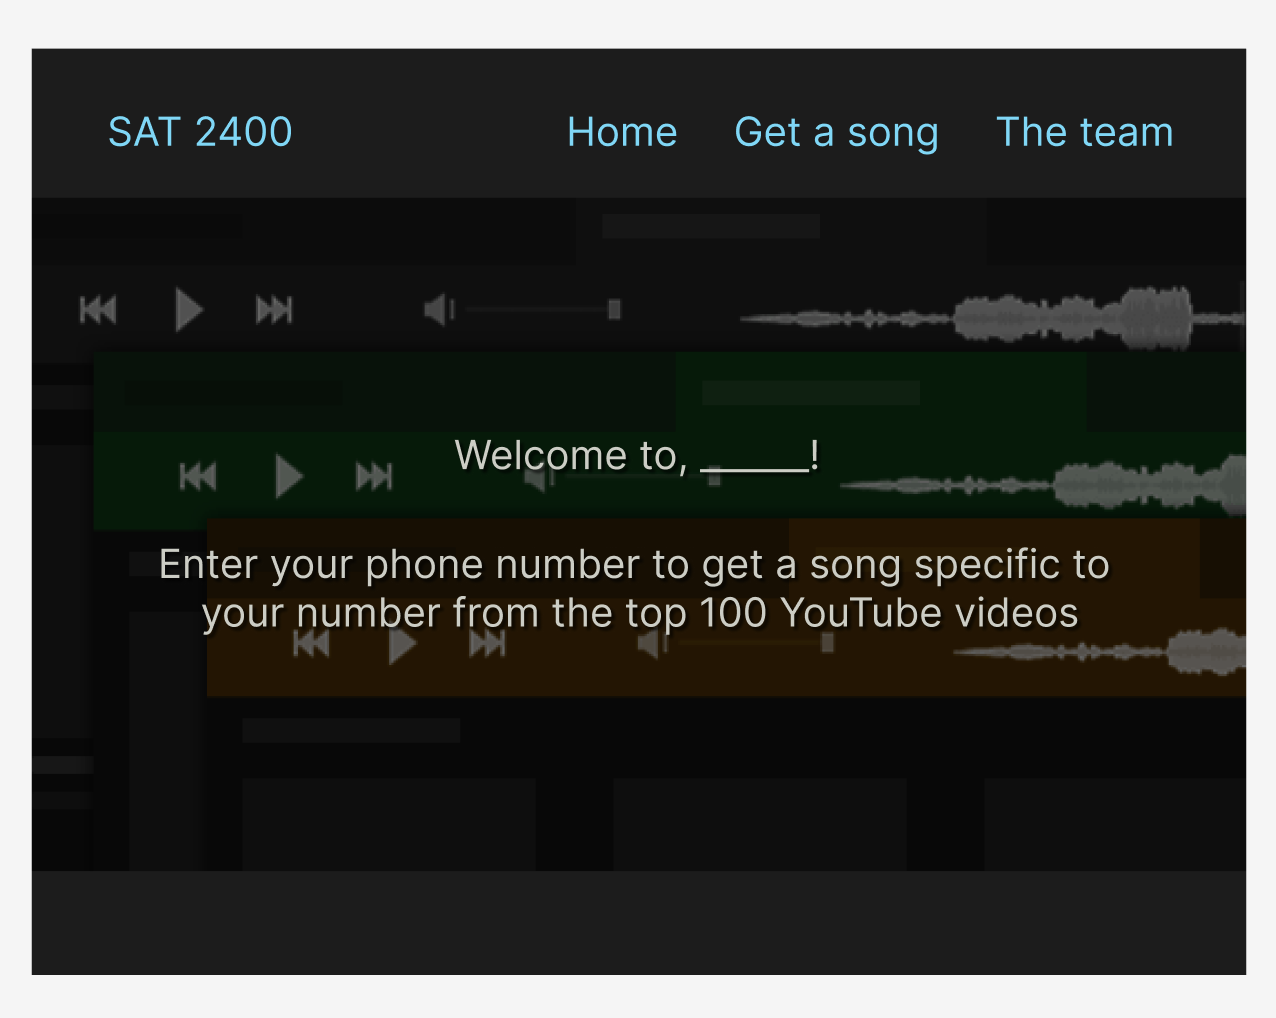 SAT 2400 Home Get a song The team
Welcome to, ______!
Enter your phone number to get a song specific to
your number from the top 100 YouTube videos